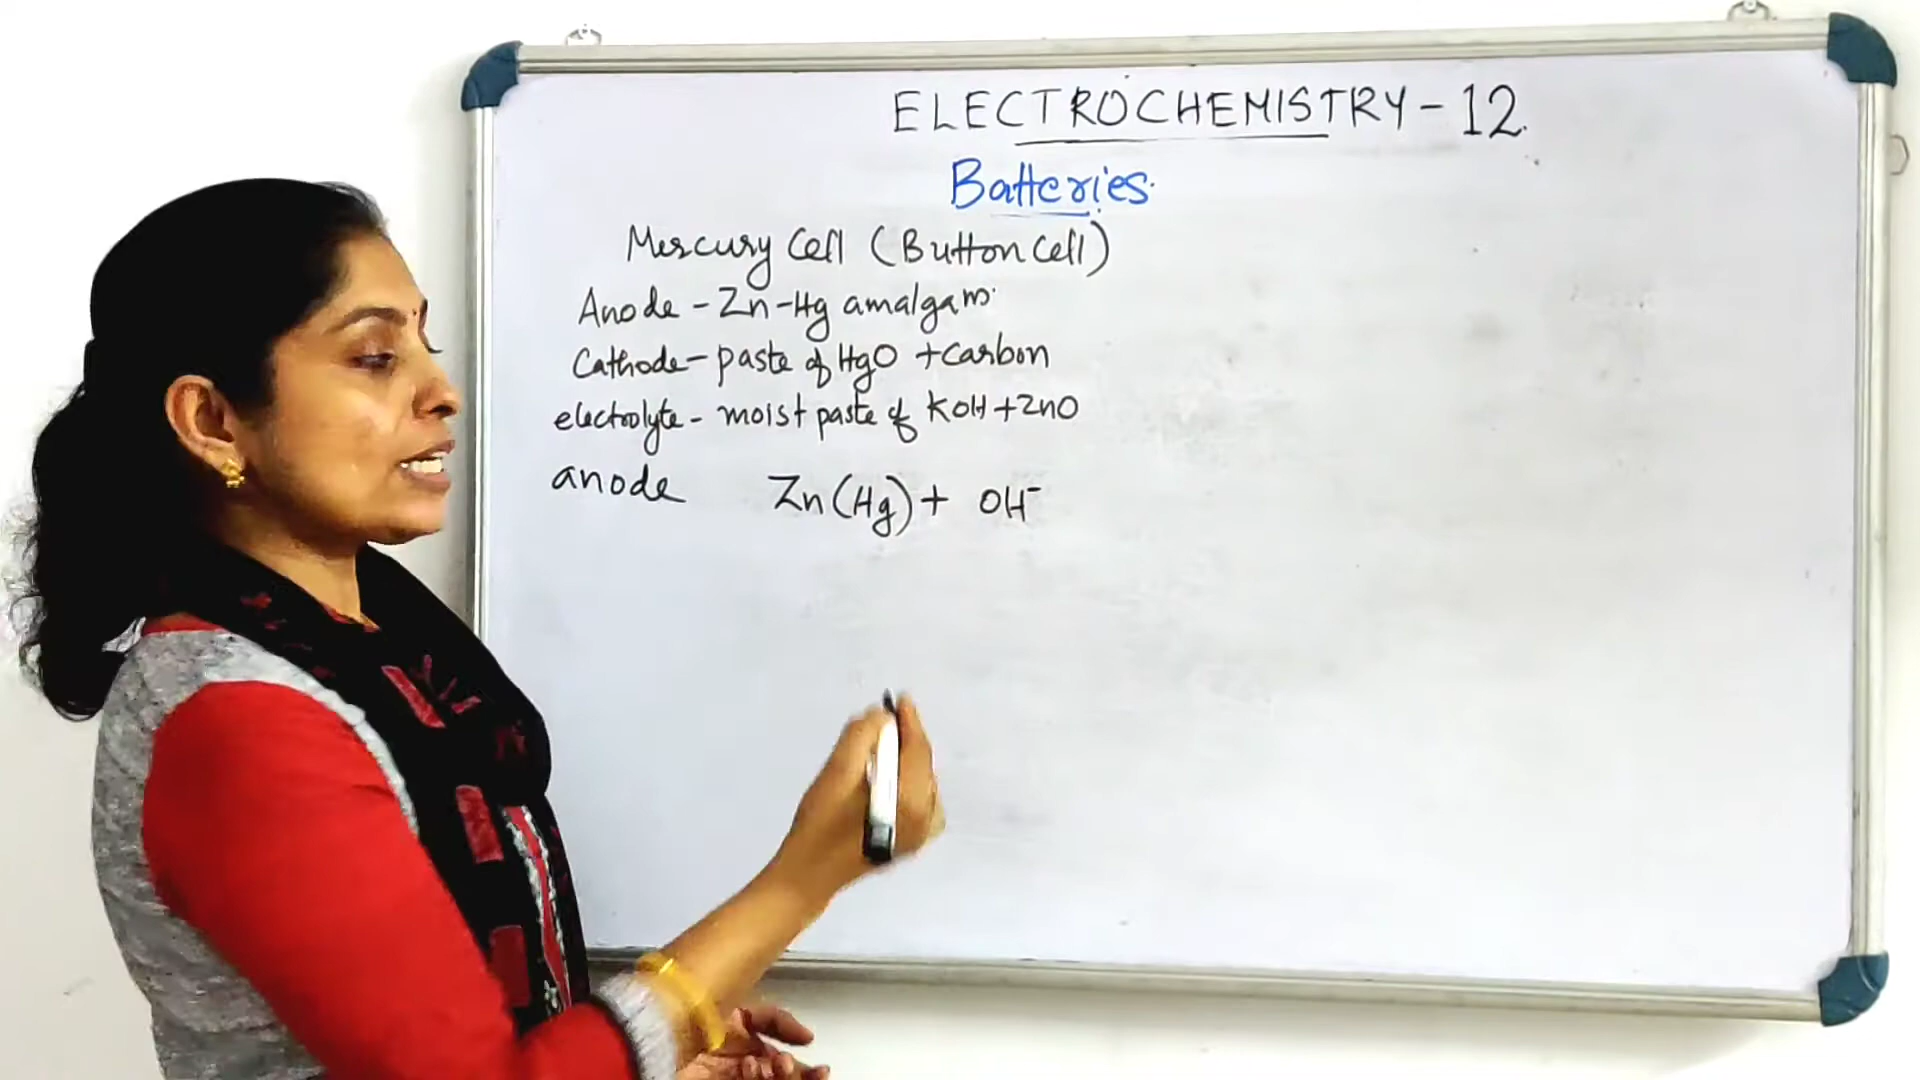 ELECTROCHEMISTRY - 12.
Batteries.
Mercury Cell (Button Cell)
Anode - Zn-Hg amalgam.
Cathode - paste of HgO + Carbon
electrolyte - moist paste of KOH + ZnO
anode Zn(Hg) + OH⁻